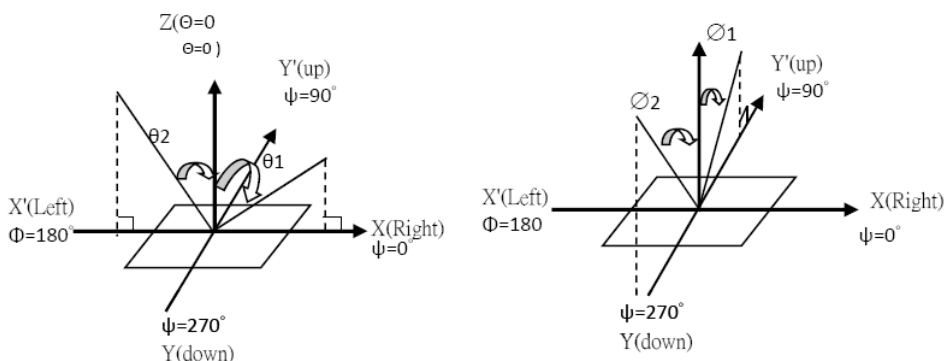 Z(Θ=0
Θ=0 )
Y'(up)
ψ=90°
θ2
θ1
X'(Left)
Φ=180°
X(Right)
ψ=0°
ψ=270°
Y(down)
∅1
Y'(up)
ψ=90°
∅2
X'(Left)
Φ=180
X(Right)
ψ=0°
ψ=270°
Y(down)